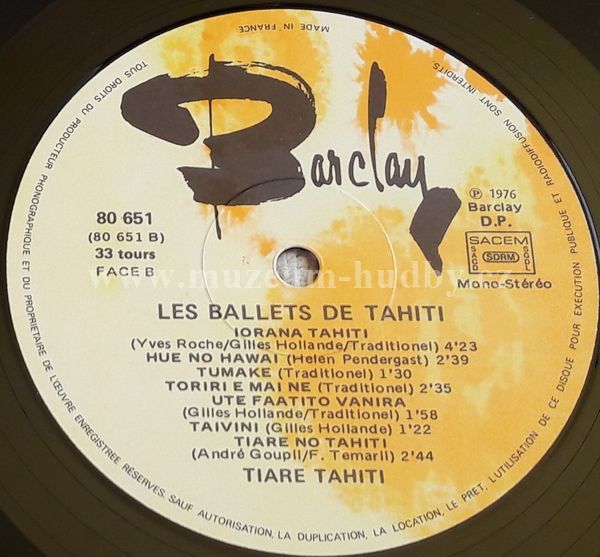 MADE IN FRANCE
Barclay
80 651
(80 651 B)
33 tours
FACE B
Ⓟ 1976
Barclay
D.P.
SACEM
SACD SDRM SGDL
Mono-Stéréo
www.muzeum-hudby.cz
LES BALLETS DE TAHITI
IORANA TAHITI
(Yves Roche/Gilles Hollande/Traditionel) 4'23
HUE NO HAWAI (Helen Pendergast) 2'39
TUMAKE (Traditionel) 1'30
TORIRI E MAI NE (Traditionel) 2'35
UTE FAATITO VANIRA
(Gilles Hollande/Traditionel) 1'58
TAIVINI (Gilles Hollande) 1'22
TIARE NO TAHITI
(André Goupil/F. Temarii) 2'44
TIARE TAHITI
TOUS DROITS DU PRODUCTEUR PHONOGRAPHIQUE ET DU PROPRIETAIRE DE L'ŒUVRE ENREGISTREE RESERVES. SAUF AUTORISATION, LA DUPLICATION, LA LOCATION, LE PRET, L'UTILISATION DE CE DISQUE POUR EXECUTION PUBLIQUE ET RADIODIFFUSION SONT INTERDITS.